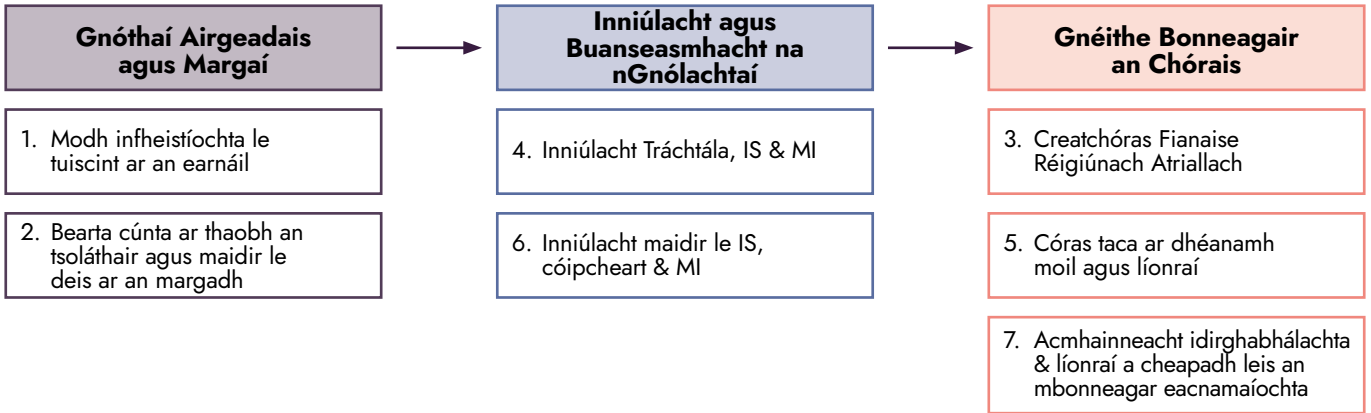 Gnóthaí Airgeadais
agus Margaí
1. Modh infheistíochta le
tuiscint ar an earnáil
2. Bearta cúnta ar thaobh an
tsoláthair agus maidir le
deis ar an margadh
Inniúlacht agus
Buanseasmhacht na
nGnólachtaí
4. Inniúlacht Tráchtála, IS & MI
6. Inniúlacht maidir le IS,
cóipcheart & MI
Gnéithe Bonneagair
an Chórais
3. Creatchóras Fianaise
Réigiúnach Atriallach
5. Córas taca ar dhéanamh
moil agus líonraí
7. Acmhainneacht idirghabhálachta
& líonraí a cheapadh leis an
mbonneagar eacnamaíochta